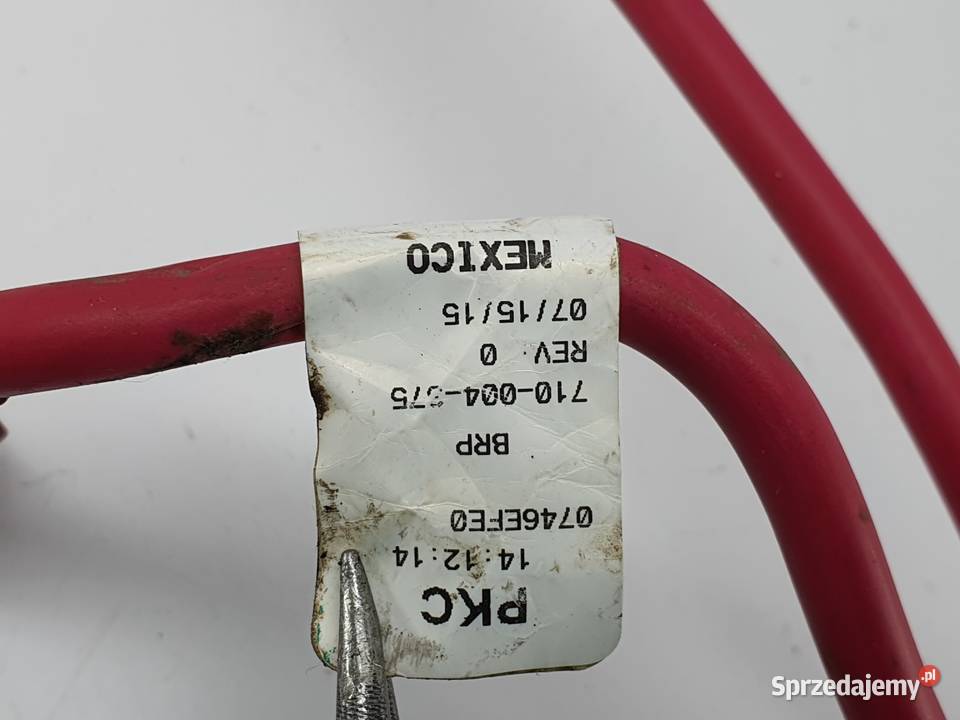 PKC
14:12:14
0746EFE0
BRP
710-004-375
REV: 0
07/15/15
MEXICO
Sprzedajemy.pl